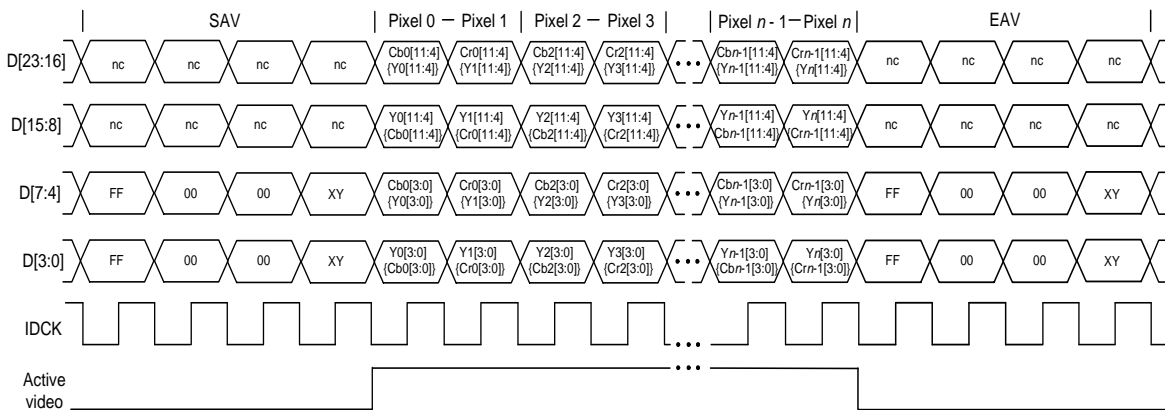 SAV Pixel 0 — Pixel 1 Pixel 2 — Pixel 3 Pixel n - 1—Pixel n EAV
D[23:16] nc nc nc nc Cb0[11:4] Cr0[11:4] Cb2[11:4] Cr2[11:4] ••• Cbn-1[11:4] Crn-1[11:4] nc nc nc nc
{Y0[11:4]} {Y1[11:4]} {Y2[11:4]} {Y3[11:4]} {Yn-1[11:4]} {Yn[11:4]}
D[15:8] nc nc nc nc Y0[11:4] Y1[11:4] Y2[11:4] Y3[11:4] ••• Yn-1[11:4] Yn[11:4] nc nc nc nc
{Cb0[11:4]} {Cr0[11:4]} {Cb2[11:4]} {Cr2[11:4]} Cbn-1[11:4]} {Crn-1[11:4]}
D[7:4] FF 00 00 XY Cb0[3:0] Cr0[3:0] Cb2[3:0] Cr2[3:0] ••• Cbn-1[3:0] Crn-1[3:0] FF 00 00 XY
{Y0[3:0]} {Y1[3:0]} {Y2[3:0]} {Y3[3:0]} {Yn-1[3:0]} {Yn[3:0]}
D[3:0] FF 00 00 XY Y0[3:0] Y1[3:0] Y2[3:0] Y3[3:0] ••• Yn-1[3:0] Yn[3:0] FF 00 00 XY
{Cb0[3:0]} {Cr0[3:0]} {Cb2[3:0]} {Cr2[3:0]} {Cbn-1[3:0]} {Crn-1[3:0]}
IDCK •••
Active •••
video